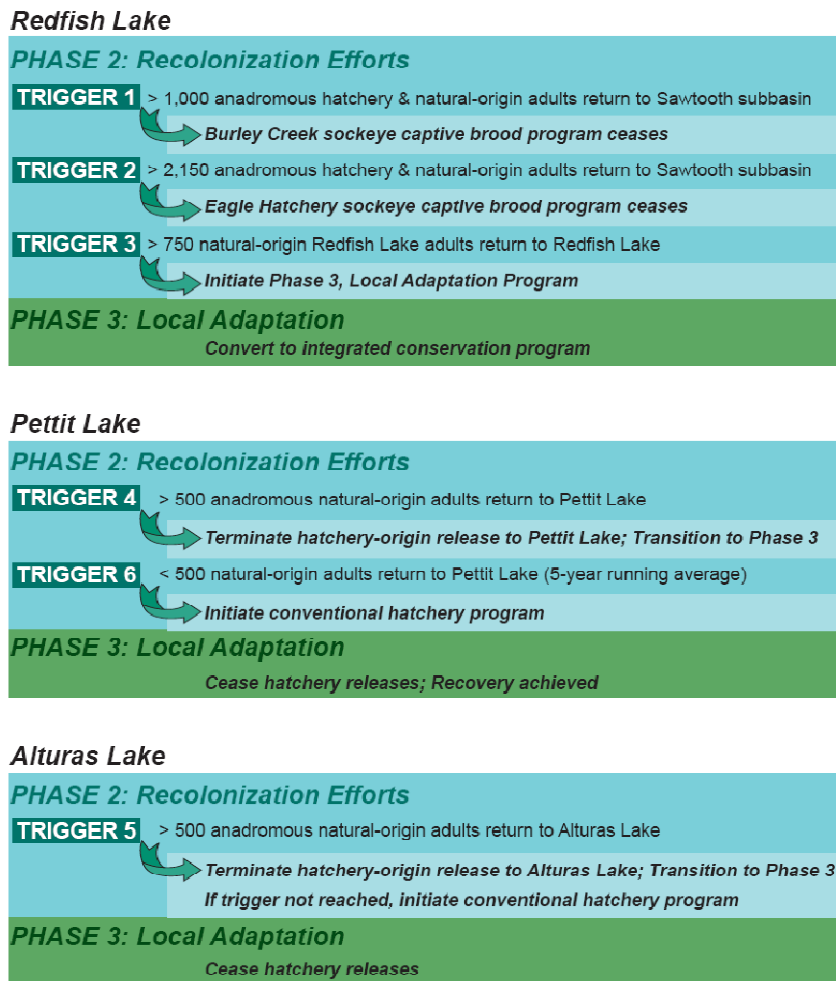 Redfish Lake
PHASE 2: Recolonization Efforts
TRIGGER 1 > 1,000 anadromous hatchery & natural-origin adults return to Sawtooth subbasin
Burley Creek sockeye captive brood program ceases
TRIGGER 2 > 2,150 anadromous hatchery & natural-origin adults return to Sawtooth subbasin
Eagle Hatchery sockeye captive brood program ceases
TRIGGER 3 > 750 natural-origin Redfish Lake adults return to Redfish Lake
Initiate Phase 3, Local Adaptation Program
PHASE 3: Local Adaptation
Convert to integrated conservation program
Pettit Lake
PHASE 2: Recolonization Efforts
TRIGGER 4 > 500 anadromous natural-origin adults return to Pettit Lake
Terminate hatchery-origin release to Pettit Lake; Transition to Phase 3
TRIGGER 6 < 500 natural-origin adults return to Pettit Lake (5-year running average)
Initiate conventional hatchery program
PHASE 3: Local Adaptation
Cease hatchery releases; Recovery achieved
Alturas Lake
PHASE 2: Recolonization Efforts
TRIGGER 5 > 500 anadromous natural-origin adults return to Alturas Lake
Terminate hatchery-origin release to Alturas Lake; Transition to Phase 3
If trigger not reached, initiate conventional hatchery program
PHASE 3: Local Adaptation
Cease hatchery releases